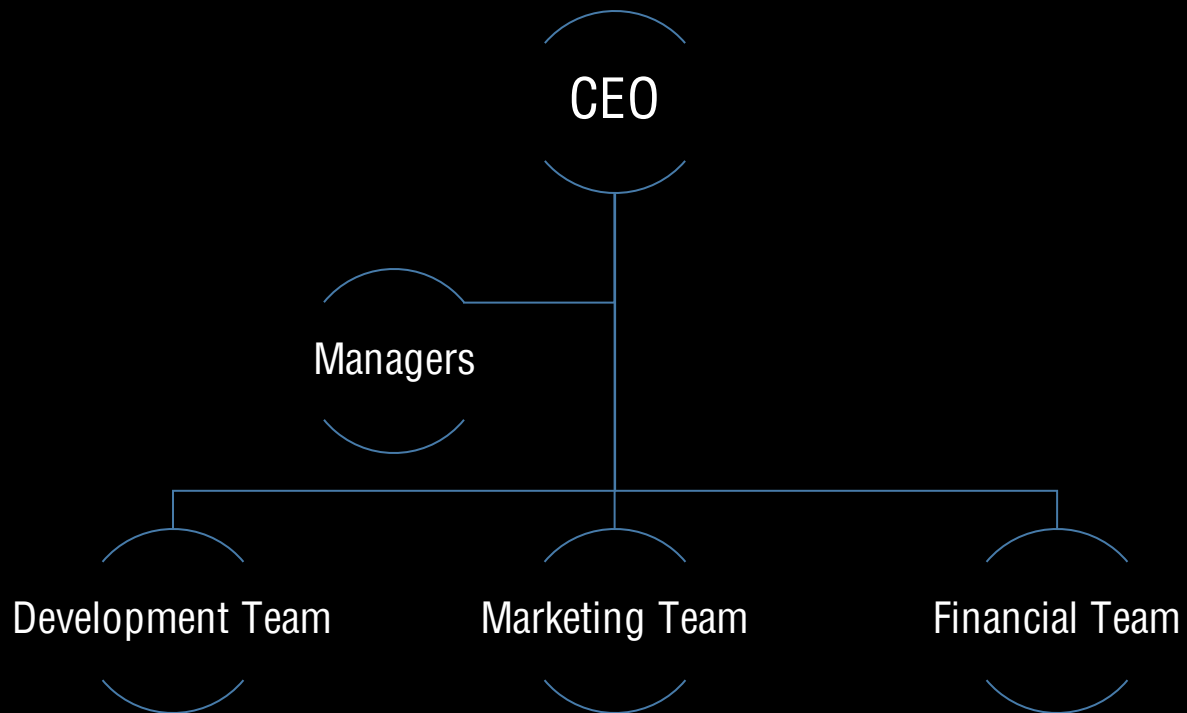 CEO
Managers
Development Team
Marketing Team
Financial Team